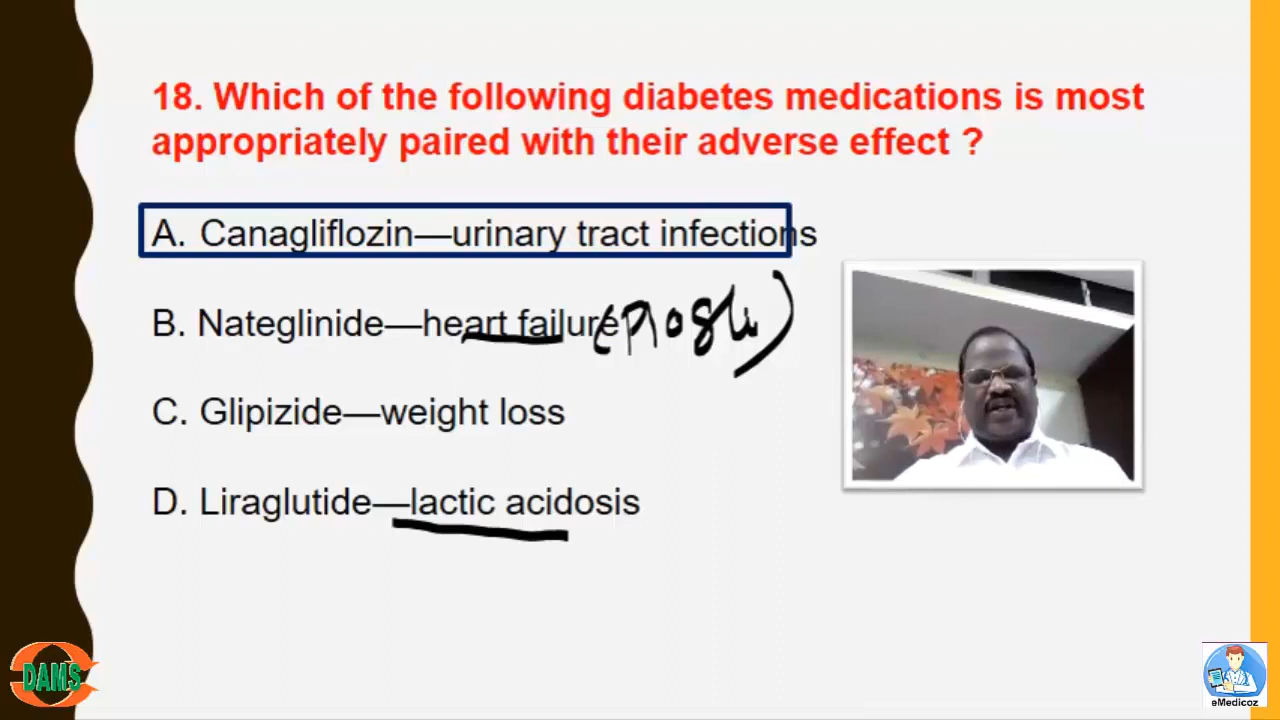 18. Which of the following diabetes medications is most
appropriately paired with their adverse effect ?
A. Canagliflozin—urinary tract infections
B. Nateglinide—heart failure
C. Glipizide—weight loss
D. Liraglutide—lactic acidosis
DAMS
eMedicoz